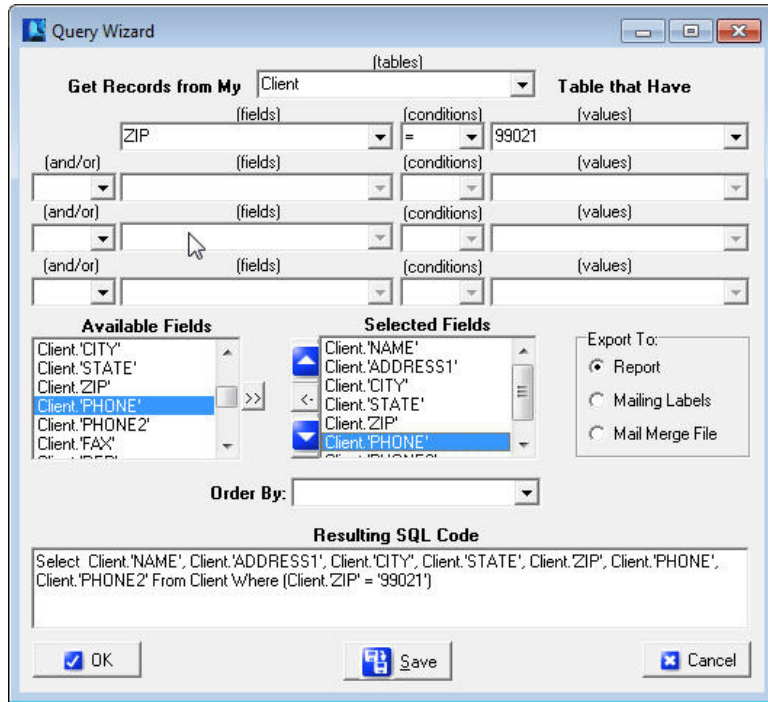 Query Wizard
(tables)
Get Records from My Client Table that Have
(fields) (conditions) (values)
ZIP = 99021
(and/or) (fields) (conditions) (values)
(and/or) (fields) (conditions) (values)
(and/or) (fields) (conditions) (values)
Available Fields Selected Fields
Export To:
Client.'CITY' Client.'NAME'
Client.'STATE' Client.'ADDRESS1' Report
Client.'ZIP' Client.'CITY'
Client.'PHONE' >> <- Client.'STATE' Mailing Labels
Client.'PHONE2' Client.'ZIP'
Client.'FAX' Client.'PHONE' Mail Merge File
Order By:
Resulting SQL Code
Select Client.'NAME', Client.'ADDRESS1', Client.'CITY', Client.'STATE', Client.'ZIP', Client.'PHONE',
Client.'PHONE2' From Client Where (Client.'ZIP' = '99021')
OK Save Cancel